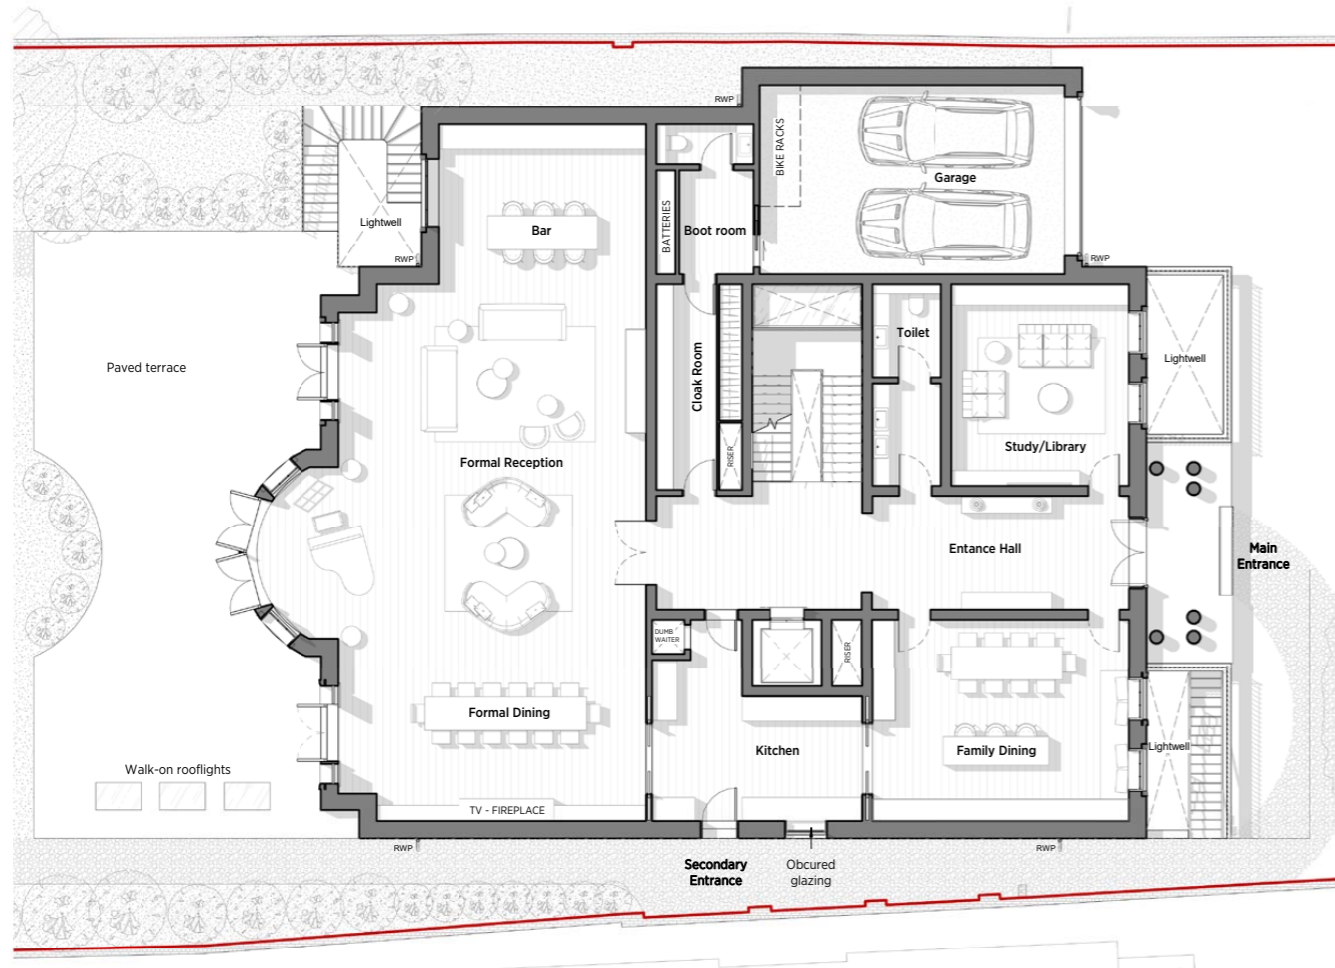 RWP
BIKE RACKS
Garage
BATTERIES
Boot room
Bar
Lightwell
RWP
RWP
Toilet
Lightwell
Paved terrace
Cloak Room
Study/Library
RISER
Formal Reception
Entance Hall
Main
Entrance
DUMB
WAITER
RISER
Formal Dining
Kitchen
Family Dining
Lightwell
Walk-on rooflights
TV - FIREPLACE
RWP
RWP
Secondary
Entrance
Obcured
glazing